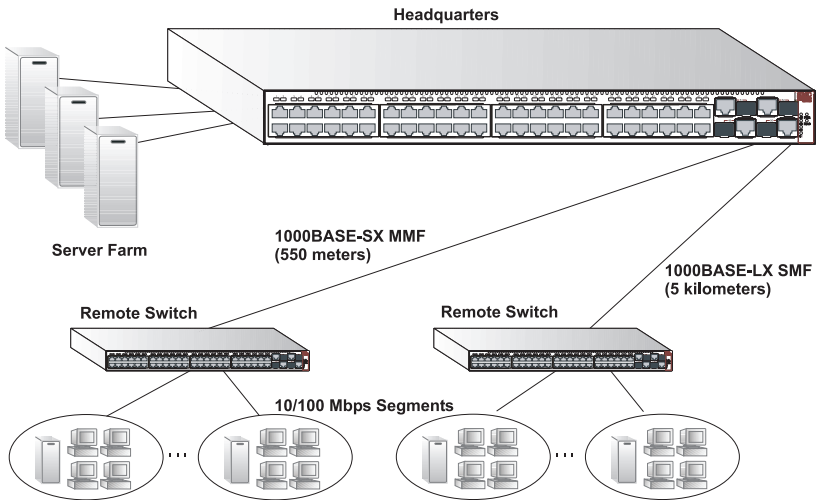 Headquarters
Server Farm
1000BASE-SX MMF
(550 meters)
1000BASE-LX SMF
(5 kilometers)
Remote Switch
Remote Switch
10/100 Mbps Segments